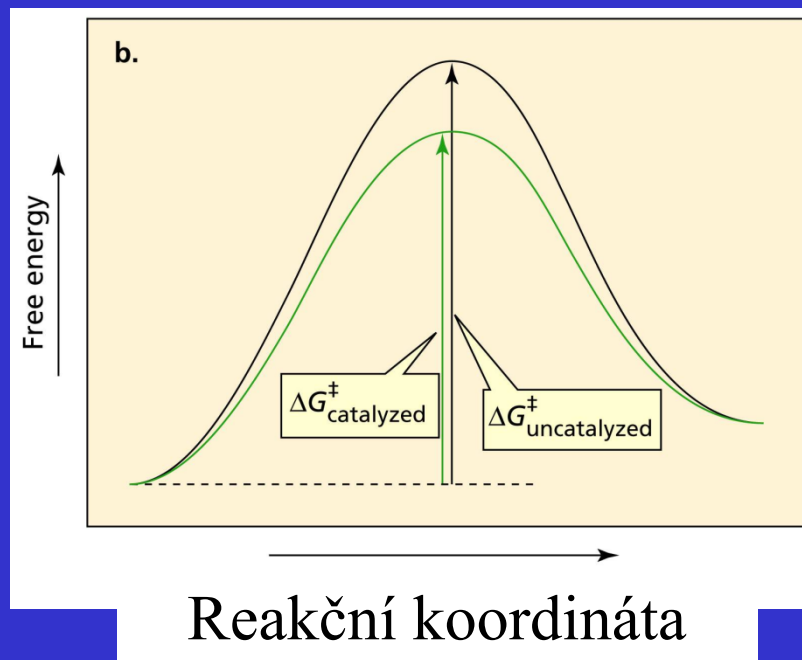 b.
Free energy
ΔG‡catalyzed
ΔG‡uncatalyzed
Reakční koordináta